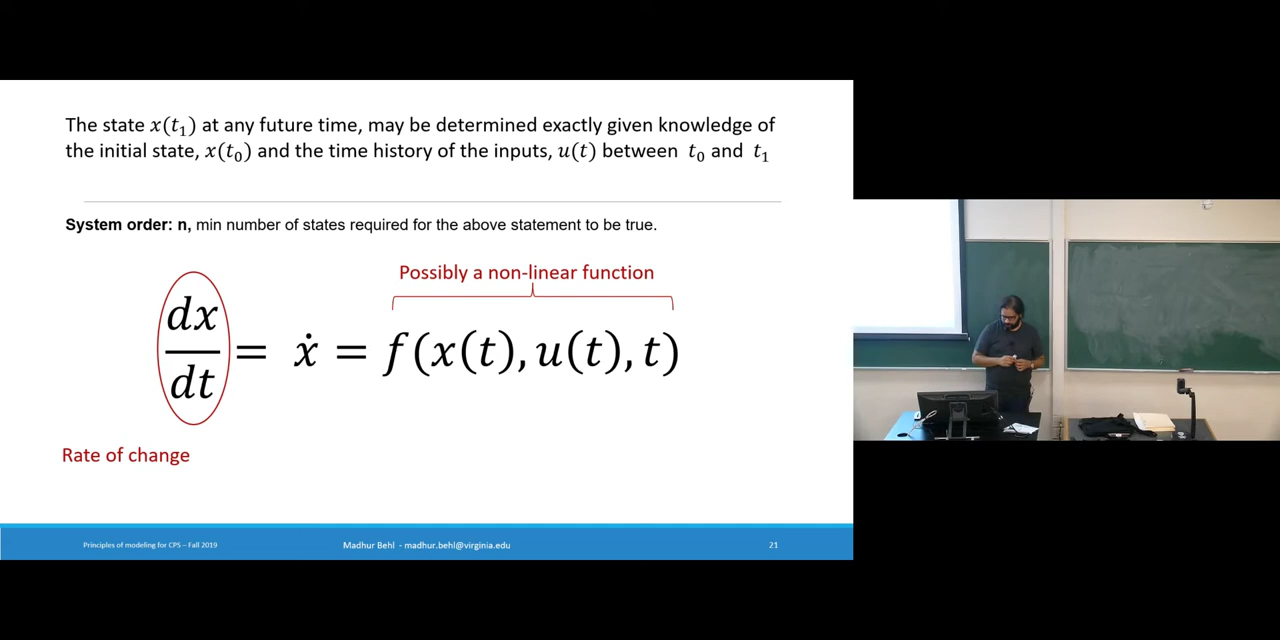 The state x(t₁) at any future time, may be determined exactly given knowledge of
the initial state, x(t₀) and the time history of the inputs, u(t) between t₀ and t₁
System order: n, min number of states required for the above statement to be true.
Possibly a non-linear function
dx/dt = ẋ = f(x(t), u(t), t)
Rate of change
Principles of modeling for CPS – Fall 2019
Madhur Behl - madhur.behl@virginia.edu
21